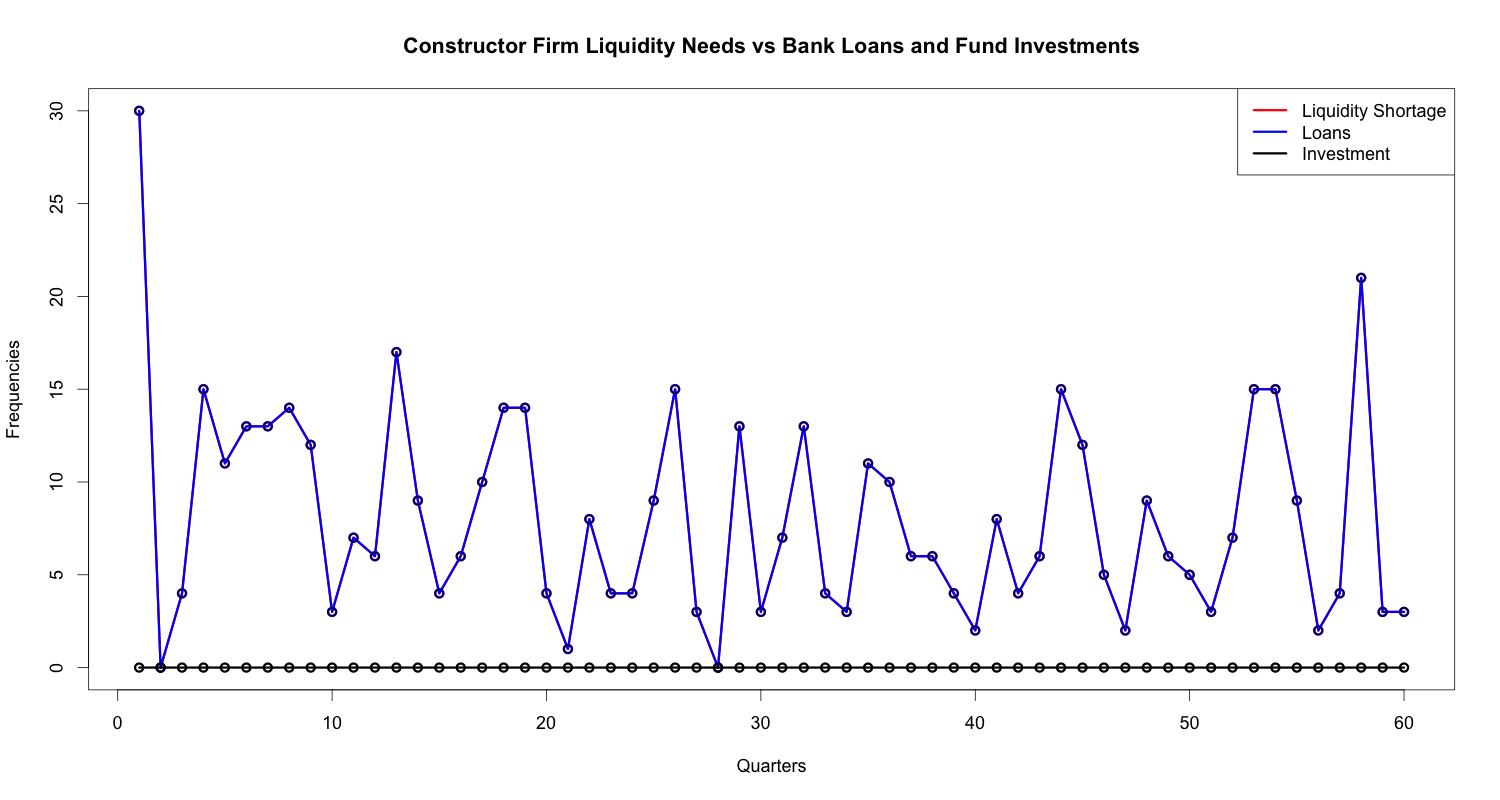 Constructor Firm Liquidity Needs vs Bank Loans and Fund Investments
Liquidity Shortage
Loans
Investment
Frequencies
30
25
20
15
10
5
0
0 10 20 30 40 50 60
Quarters